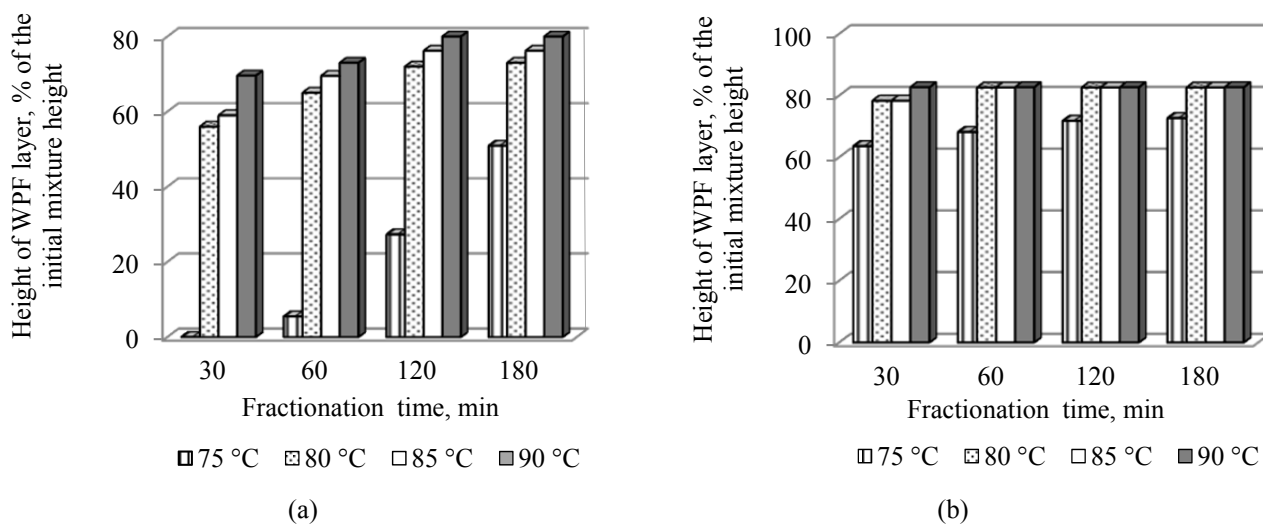 Height of WPF layer, % of the
initial mixture height
80
60
40
20
0
30 60 120 180
Fractionation time, min
75 °C 80 °C 85 °C 90 °C
(a)
Height of WPF layer, % of the
initial mixture height
100
80
60
40
20
0
30 60 120 180
Fractionation time, min
75 °C 80 °C 85 °C 90 °C
(b)